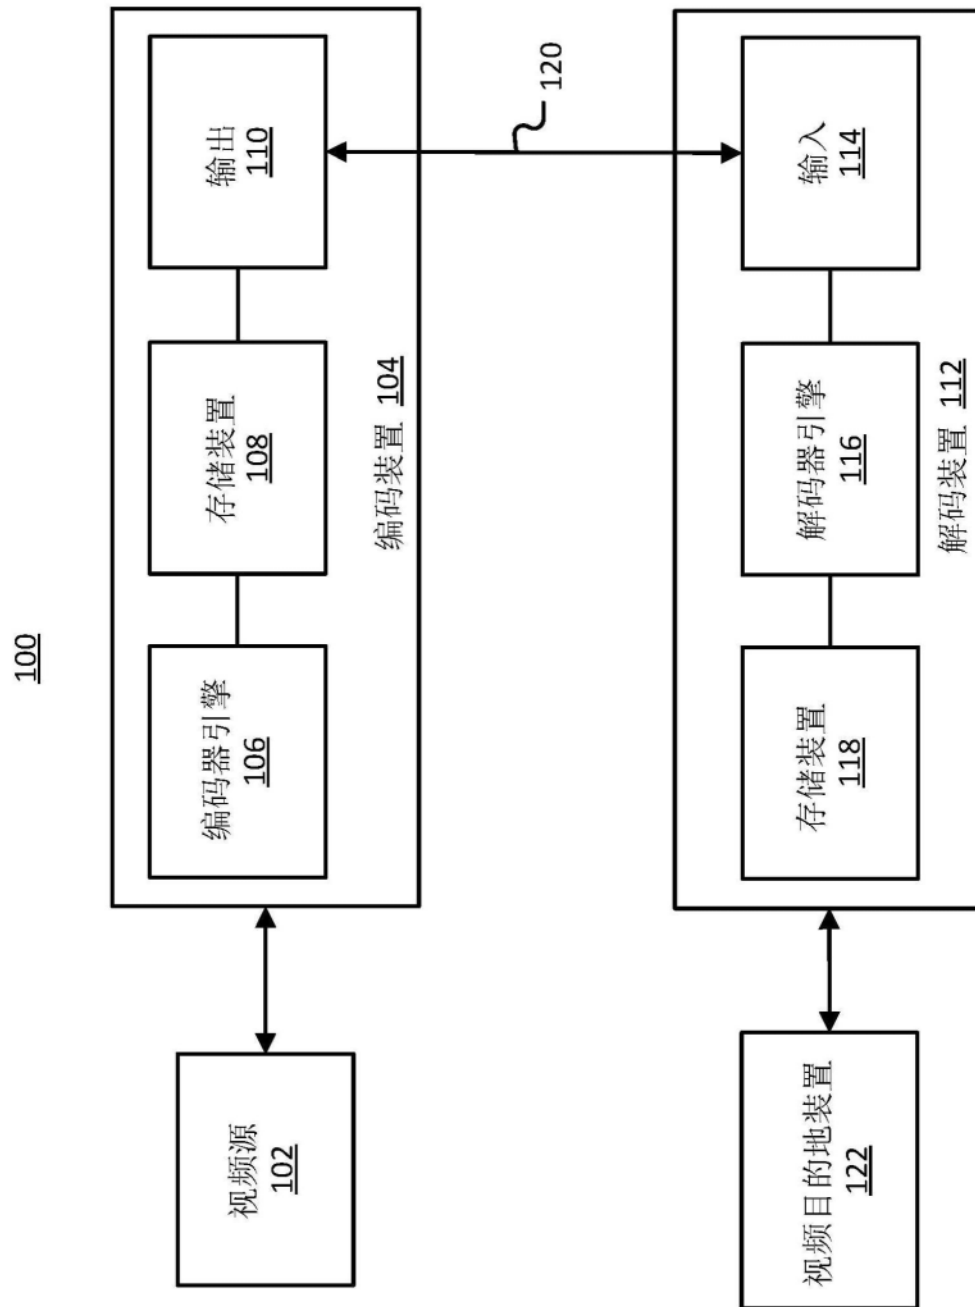 100
视频源
102
编码器引擎
106
存储装置
108
输出
110
编码装置 104
120
视频目的地装置
122
存储装置
118
解码器引擎
116
输入
114
解码装置 112